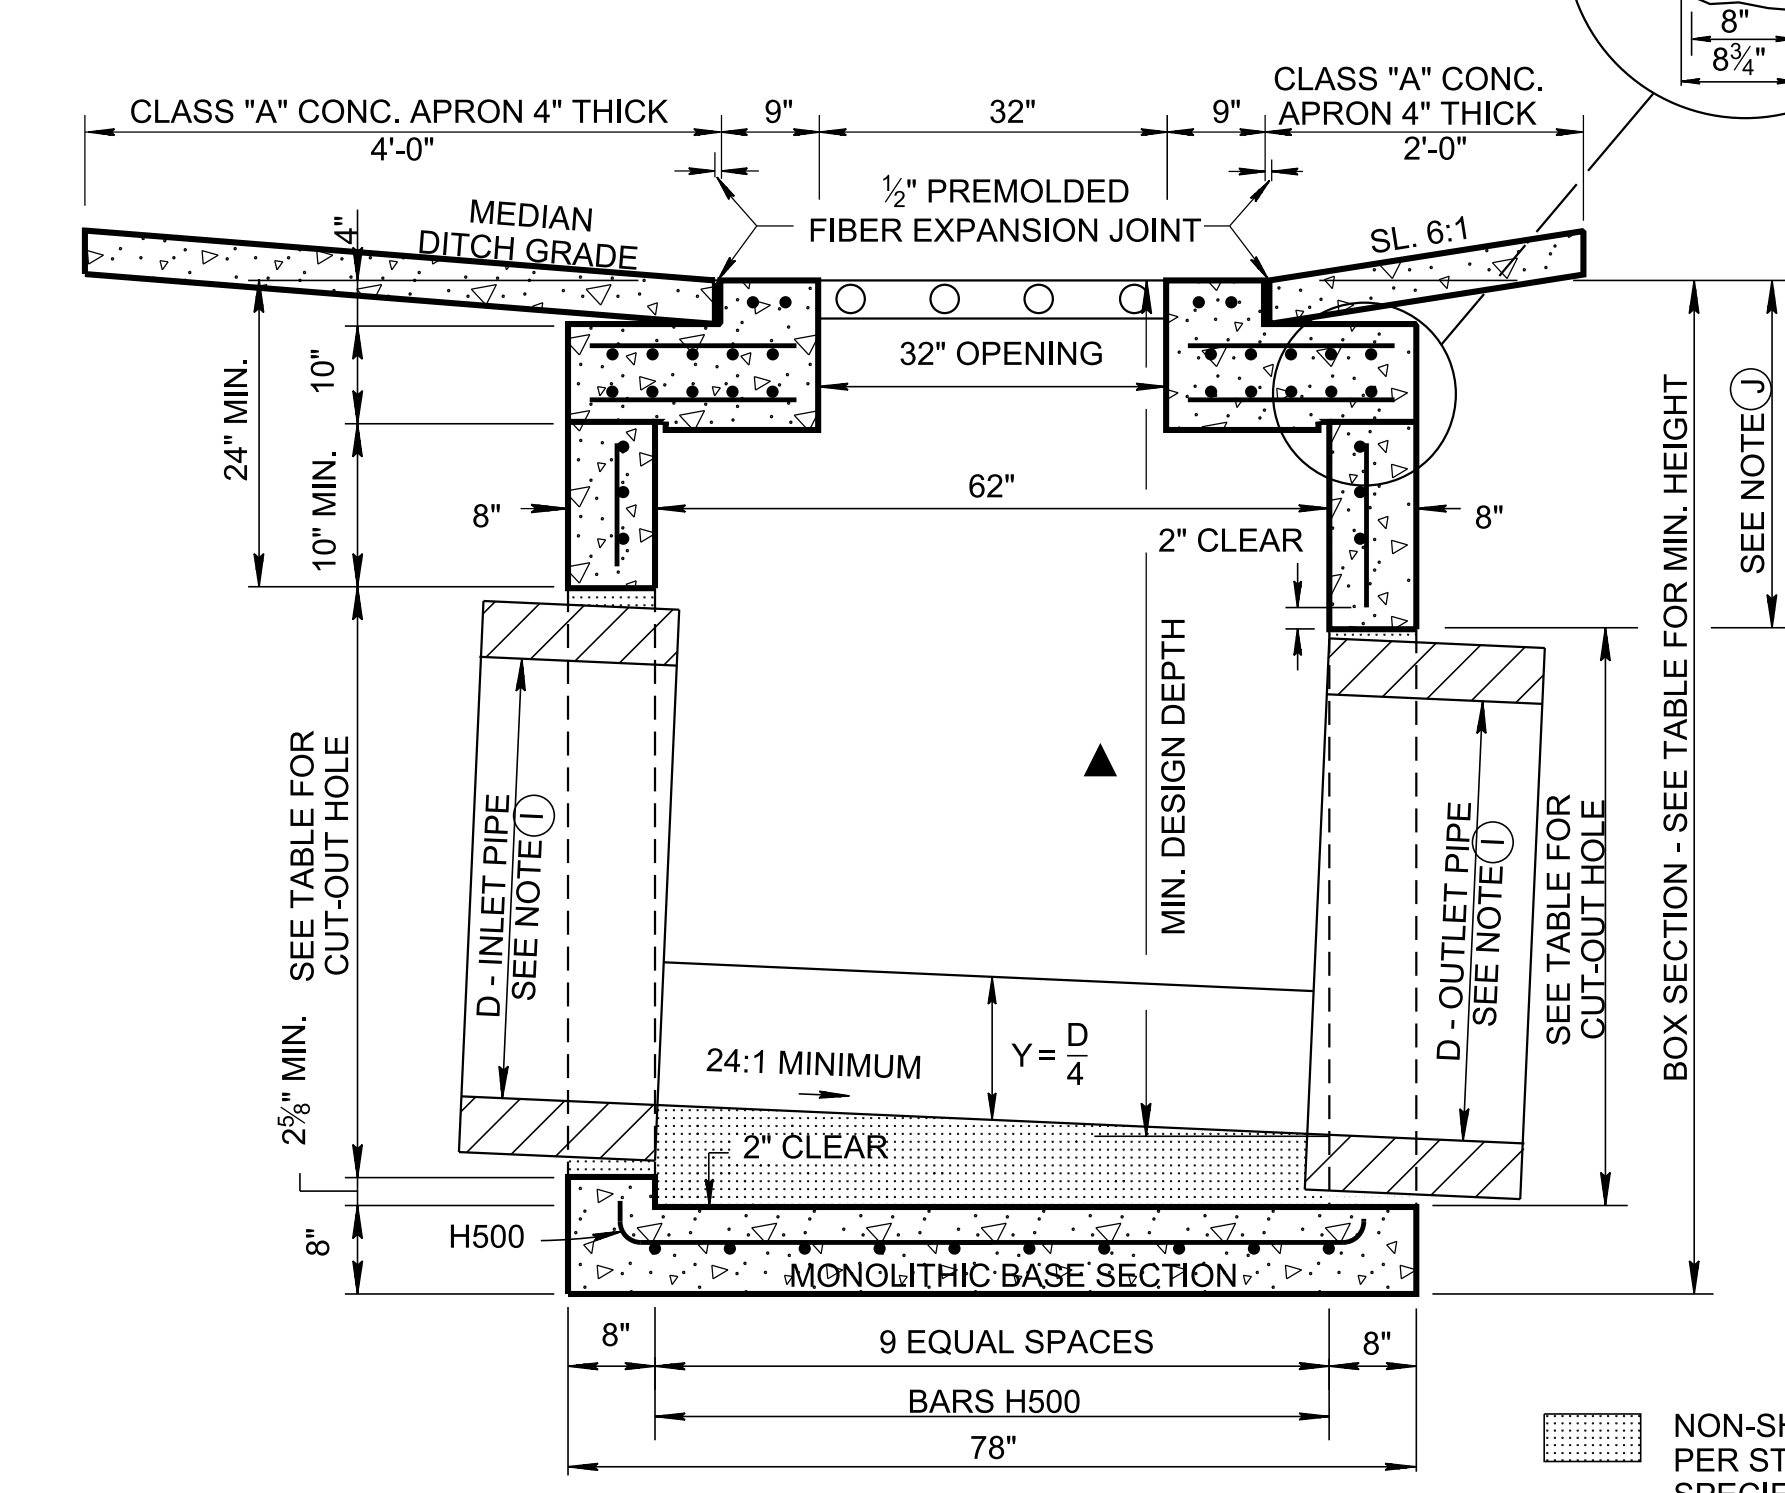 8"
8¾"
CLASS "A" CONC. APRON 4" THICK
4'-0"
9"
32"
9"
CLASS "A" CONC.
APRON 4" THICK
2'-0"
½" PREMOLDED
FIBER EXPANSION JOINT
MEDIAN
DITCH GRADE
SL. 6:1
4"
24" MIN.
10"
10" MIN.
32" OPENING
62"
8"
8"
2" CLEAR
SEE NOTE J
BOX SECTION - SEE TABLE FOR MIN. HEIGHT
MIN. DESIGN DEPTH
SEE TABLE FOR
CUT-OUT HOLE
D - INLET PIPE
SEE NOTE I
D - OUTLET PIPE
SEE NOTE I
SEE TABLE FOR
CUT-OUT HOLE
2⅝" MIN.
24:1 MINIMUM
Y = D/4
2" CLEAR
8"
H500
MONOLITHIC BASE SECTION
8"
9 EQUAL SPACES
8"
BARS H500
78"
NON-SH
PER ST
SPECIF